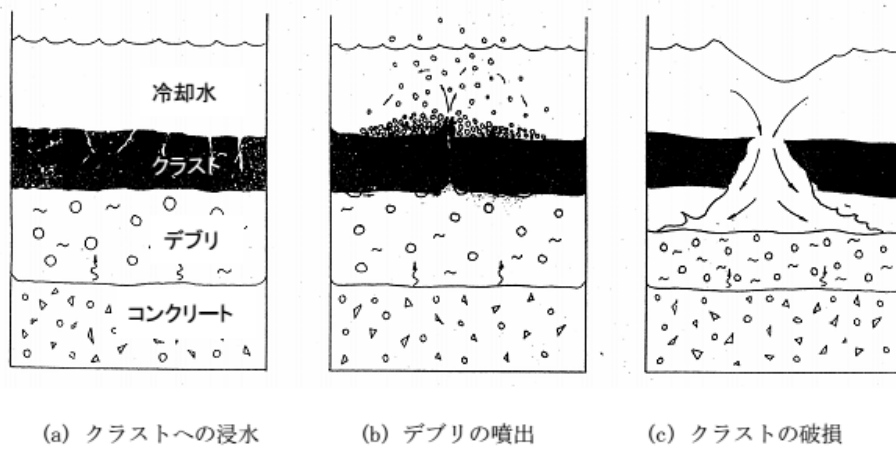 冷却水
クラスト
デブリ
コンクリート
(a) クラストへの浸水
(b) デブリの噴出
(c) クラストの破損